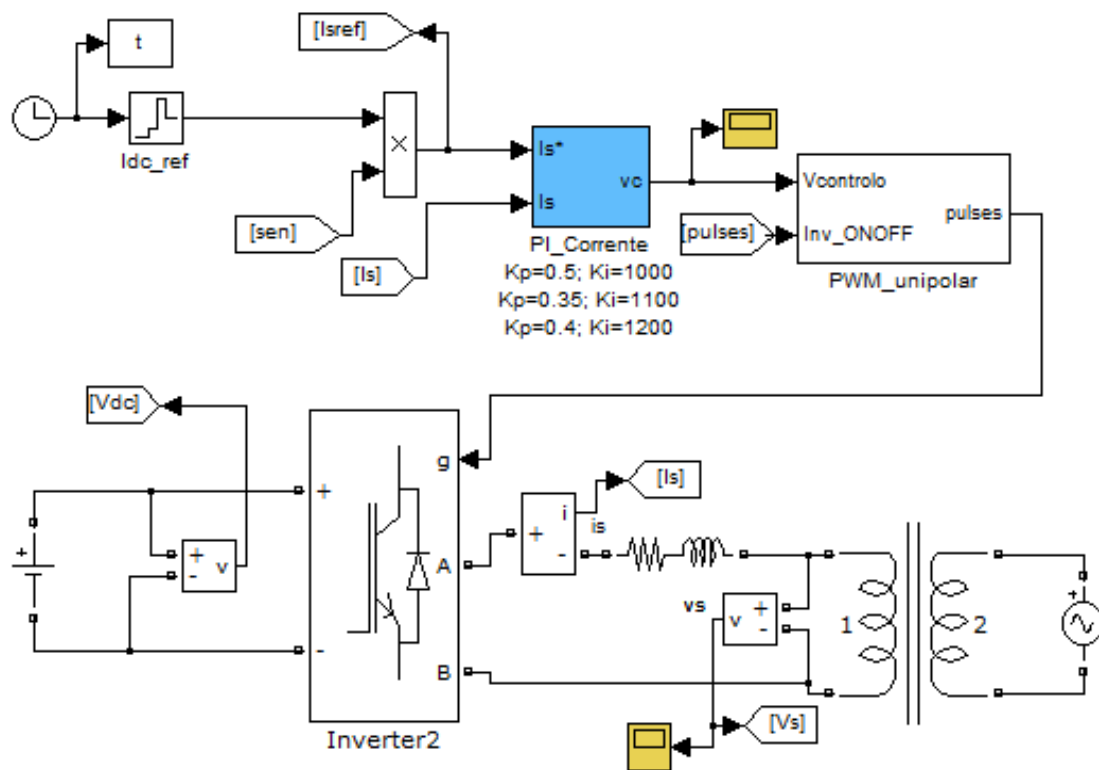 [Isref]
t
Idc_ref
×
[sen]
[Is]
Is*
Is
vc
PI_Corrente
Kp=0.5; Ki=1000
Kp=0.35; Ki=1100
Kp=0.4; Ki=1200
[pulses]
Vcontrolo
Inv_ONOFF
pulses
PWM_unipolar
[Vdc]
+
+
-
v
+
-
g
A
B
Inverter2
+
-
i
is
[Is]
vs
v
+
-
[Vs]
1
2
+